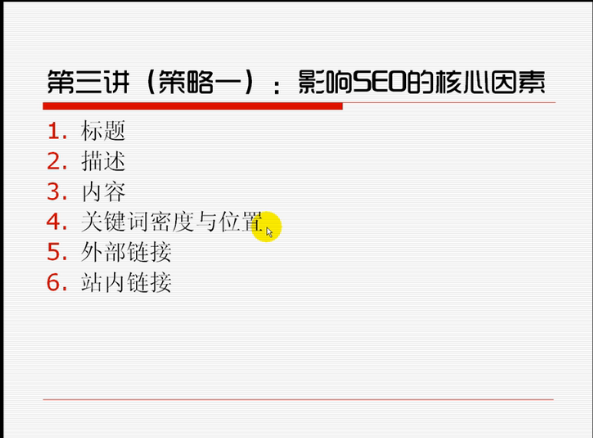 第三讲（策略一）：影响SEO的核心因素
1. 标题
2. 描述
3. 内容
4. 关键词密度与位置
5. 外部链接
6. 站内链接